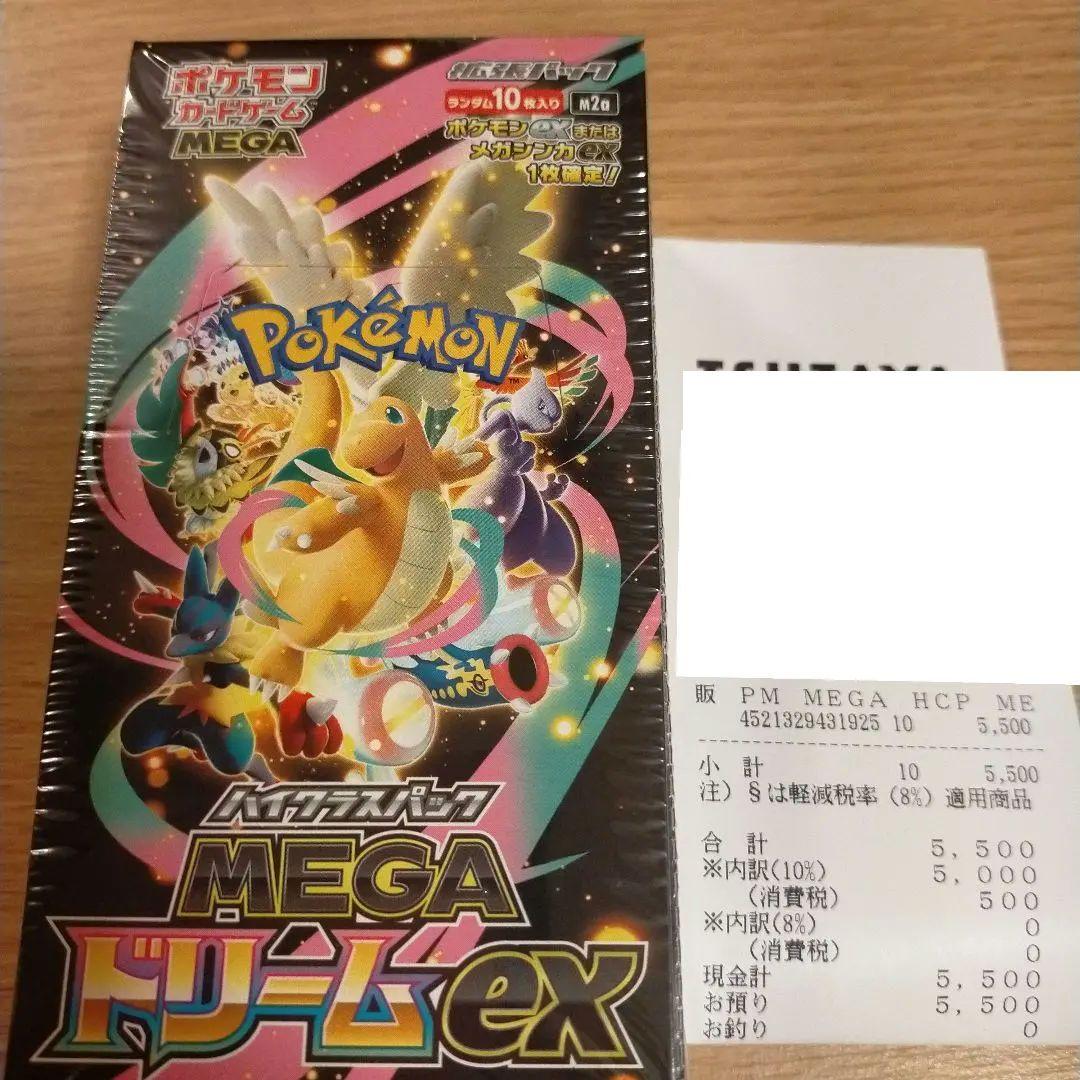 ポケモン
カードゲーム
MEGA
拡張パック
ランダム10枚入り M2a
ポケモンexまたは
メガシンカex
1枚確定!
POKéMON
TM
ハイクラスパック
MEGA
ドリームex
TSUTAYA
販 PM MEGA HCP ME
4521329431925 10 5,500
小計 10 5,500
注) §は軽減税率(8%)適用商品
合計 5,500
※内訳(10%) 5,000
(消費税) 500
※内訳(8%) 0
(消費税) 0
現金計 5,500
お預り 5,500
お釣り 0